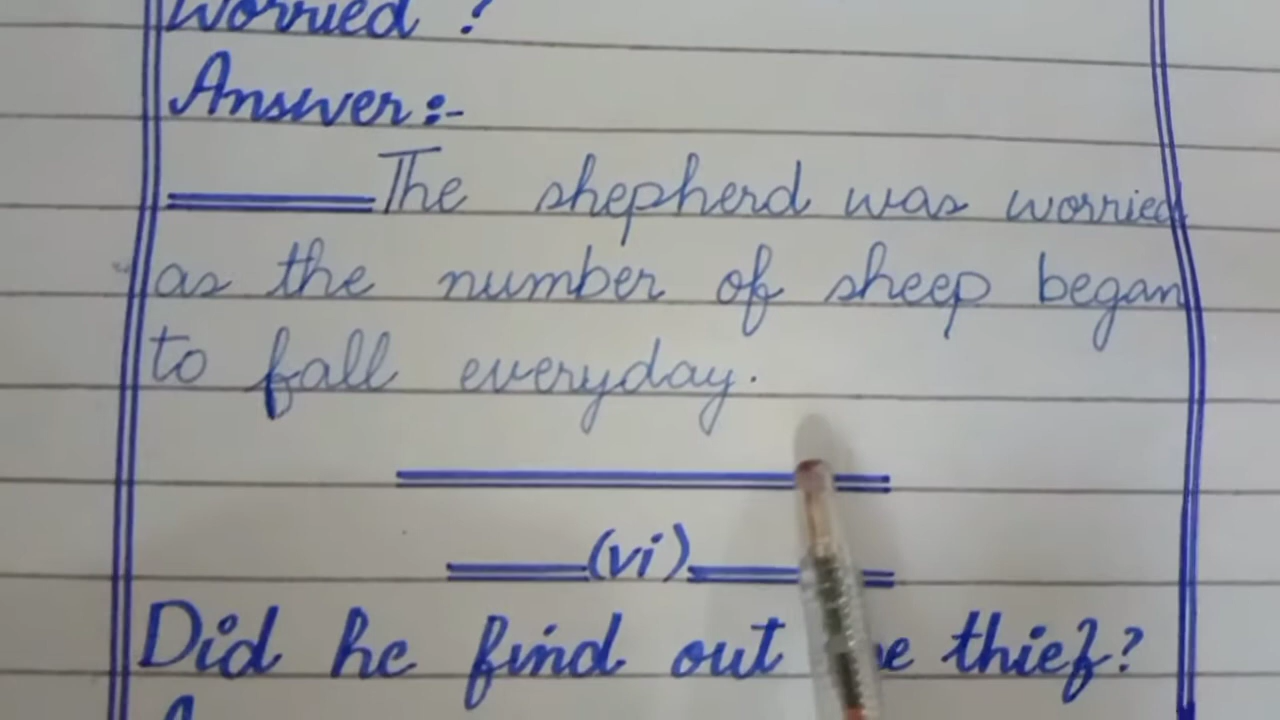 Worried ?
Answer:-
The shepherd was worried
as the number of sheep began
to fall everyday.
(vi)
Did he find out thief?